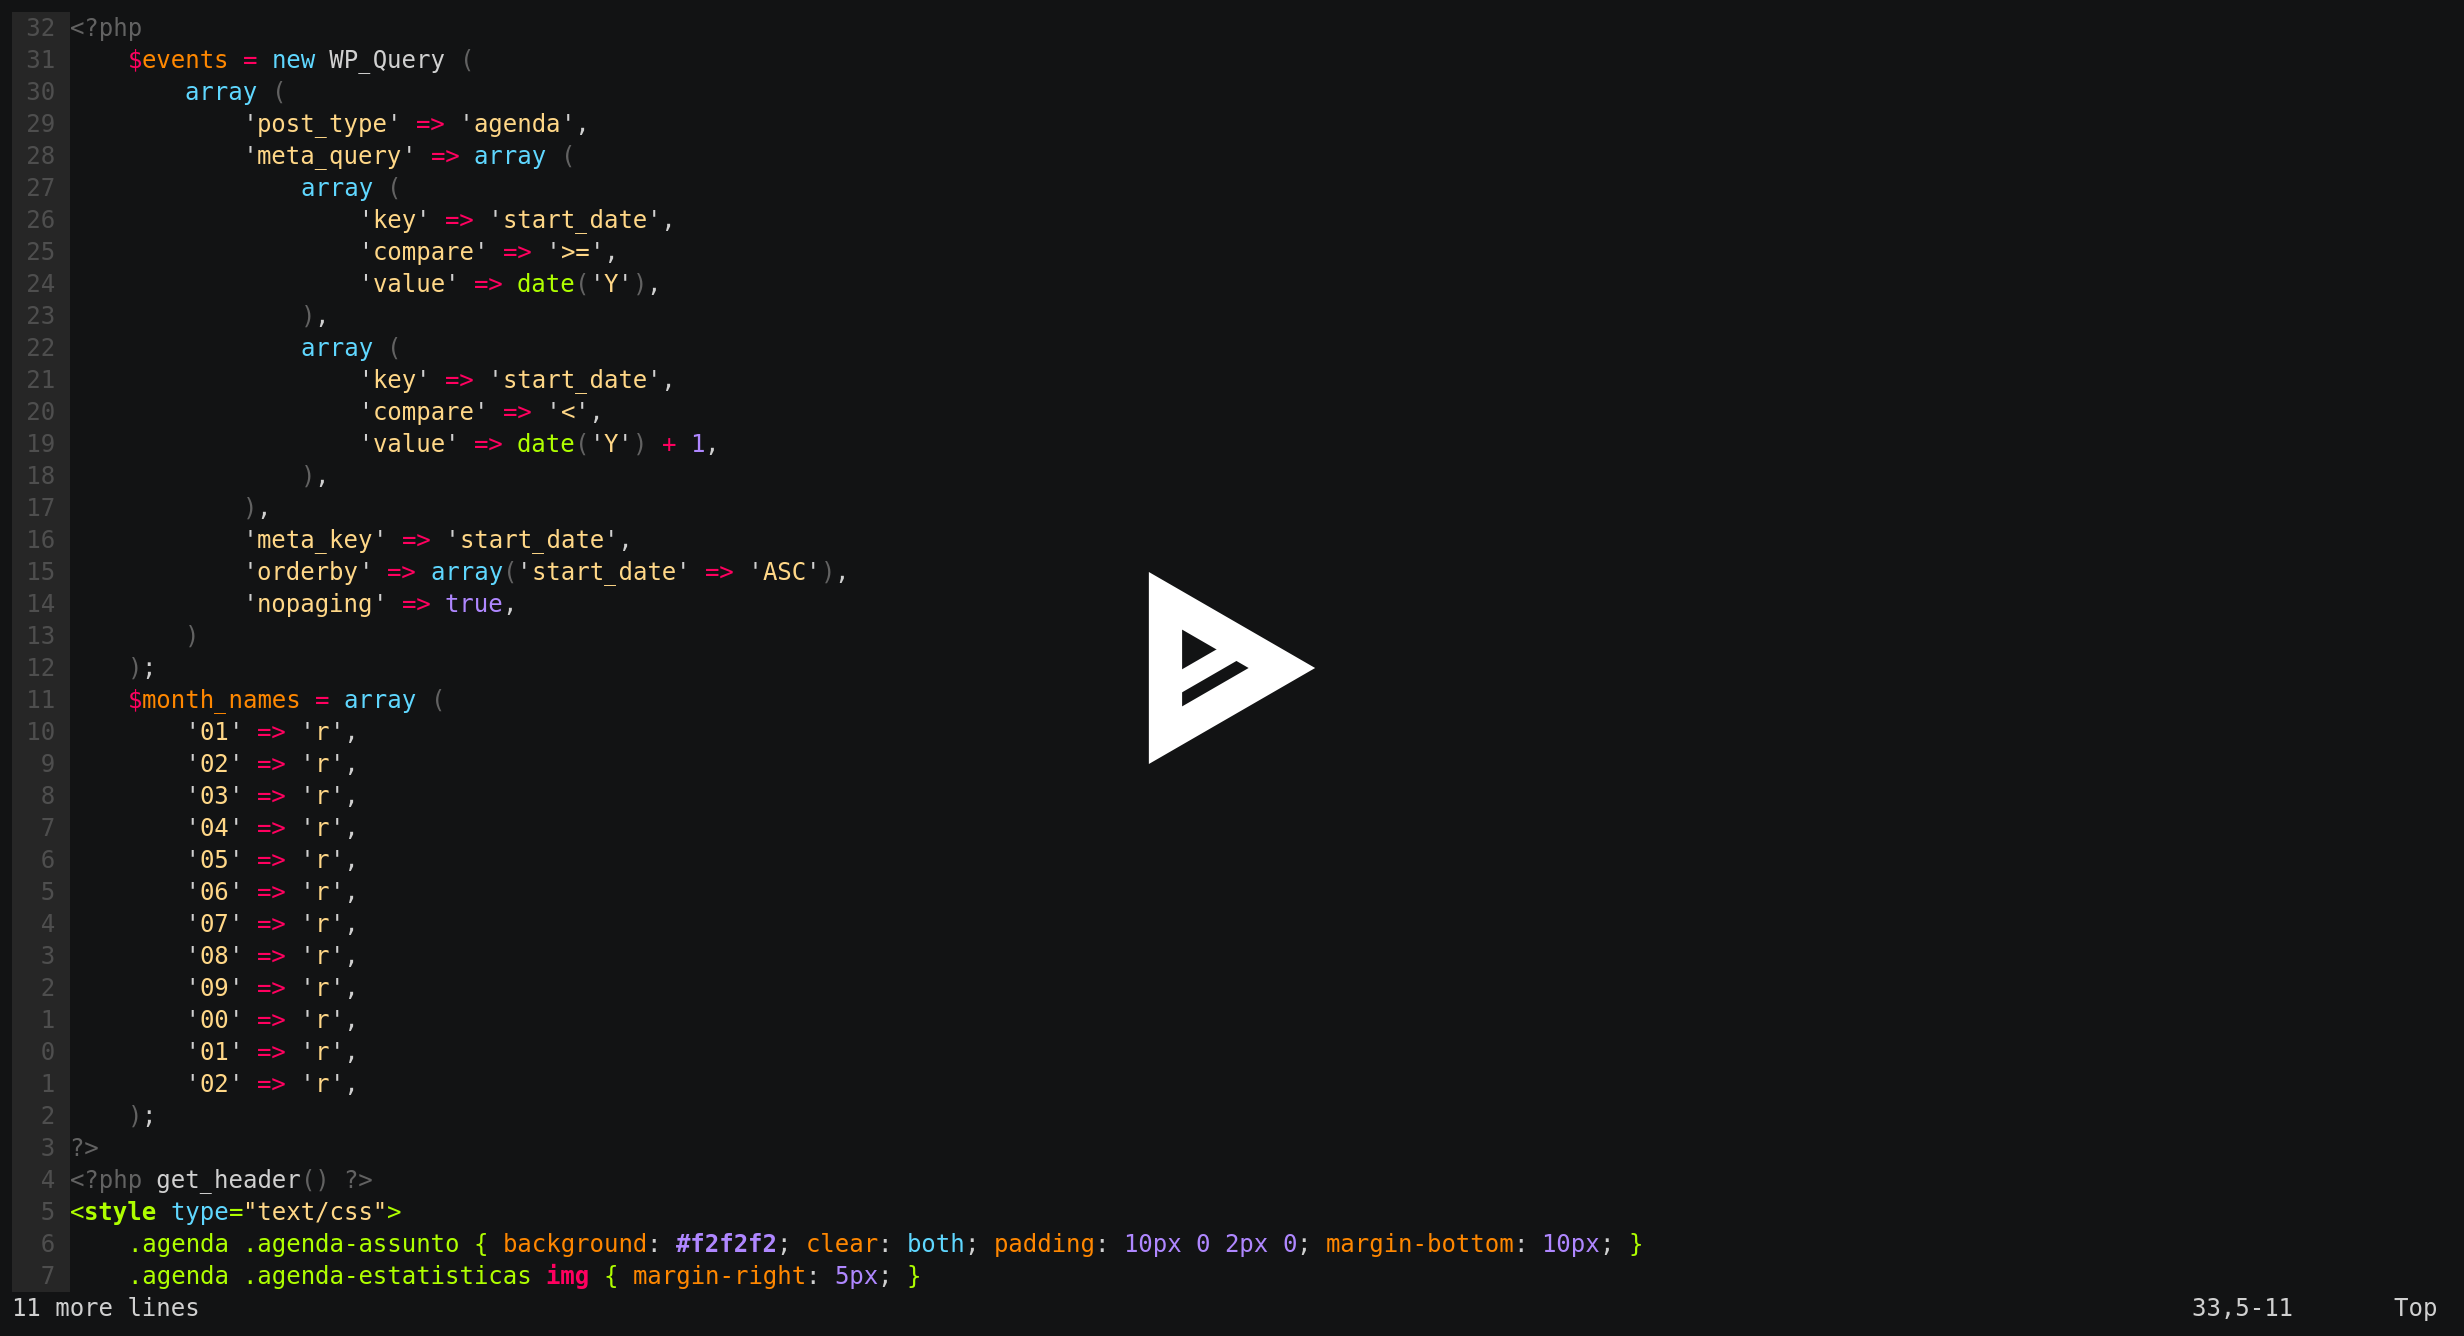 32 <?php
31     $events = new WP_Query (
30         array (
29             'post_type' => 'agenda',
28             'meta_query' => array (
27                 array (
26                     'key' => 'start_date',
25                     'compare' => '>=',
24                     'value' => date('Y'),
23                 ),
22                 array (
21                     'key' => 'start_date',
20                     'compare' => '<',
19                     'value' => date('Y') + 1,
18                 ),
17             ),
16             'meta_key' => 'start_date',
15             'orderby' => array('start_date' => 'ASC'),
14             'nopaging' => true,
13         )
12     );
11     $month_names = array (
10         '01' => 'r',
 9         '02' => 'r',
 8         '03' => 'r',
 7         '04' => 'r',
 6         '05' => 'r',
 5         '06' => 'r',
 4         '07' => 'r',
 3         '08' => 'r',
 2         '09' => 'r',
 1         '00' => 'r',
 0         '01' => 'r',
 1         '02' => 'r',
 2     );
 3 ?>
 4 <?php get_header() ?>
 5 <style type="text/css">
 6     .agenda .agenda-assunto { background: #f2f2f2; clear: both; padding: 10px 0 2px 0; margin-bottom: 10px; }
 7     .agenda .agenda-estatisticas img { margin-right: 5px; }
11 more lines 33,5-11 Top